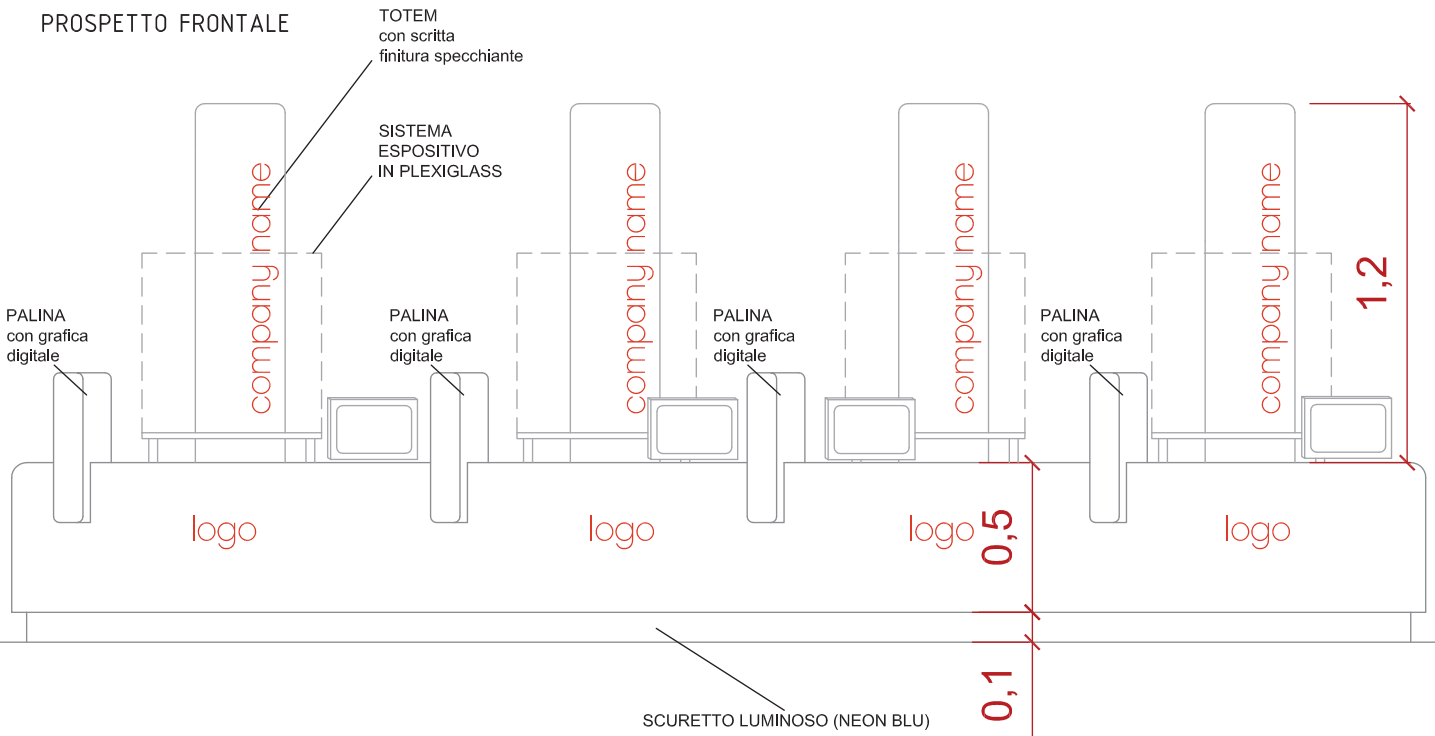 PROSPETTO FRONTALE
TOTEM
con scritta
finitura specchiante
SISTEMA
ESPOSITIVO
IN PLEXIGLASS
company name
company name
company name
company name
1,2
PALINA
con grafica
digitale
PALINA
con grafica
digitale
PALINA
con grafica
digitale
PALINA
con grafica
digitale
logo
logo
logo
logo
0,5
0,1
SCURETTO LUMINOSO (NEON BLU)